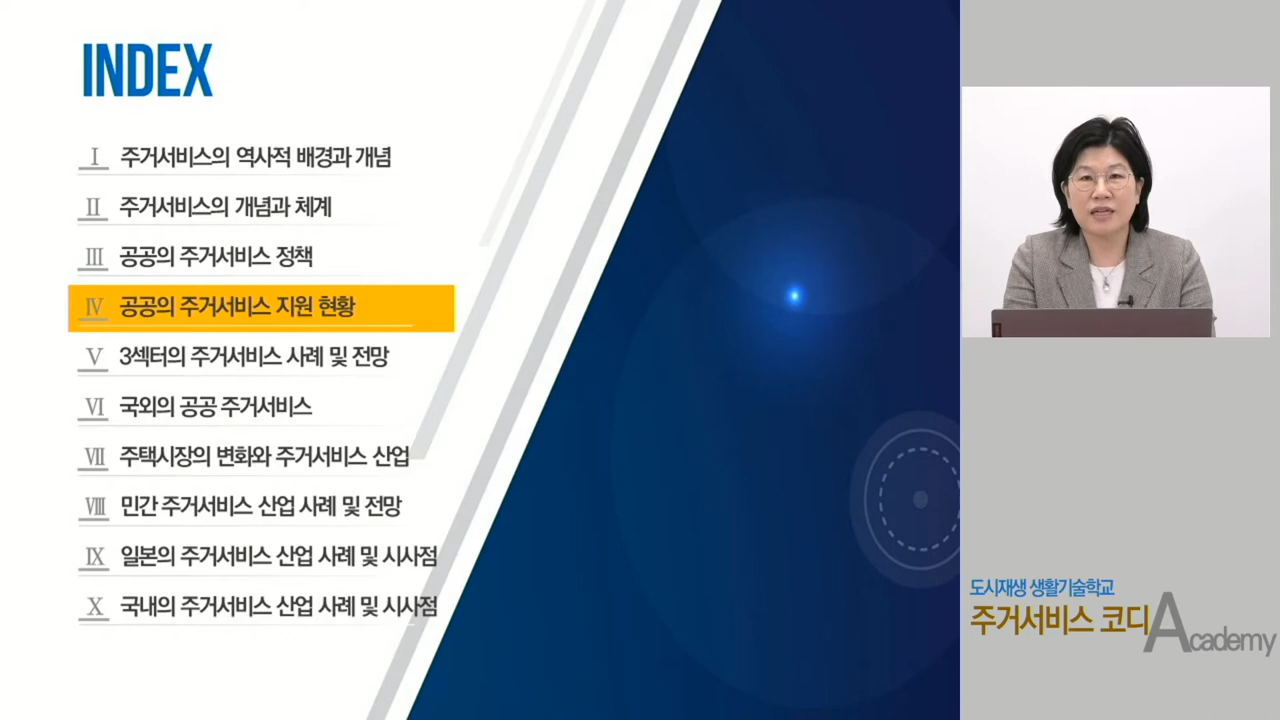 INDEX
Ⅰ 주거서비스의 역사적 배경과 개념
Ⅱ 주거서비스의 개념과 체계
Ⅲ 공공의 주거서비스 정책
Ⅳ 공공의 주거서비스 지원 현황
Ⅴ 3섹터의 주거서비스 사례 및 전망
Ⅵ 국외의 공공 주거서비스
Ⅶ 주택시장의 변화와 주거서비스 산업
Ⅷ 민간 주거서비스 산업 사례 및 전망
Ⅸ 일본의 주거서비스 산업 사례 및 시사점
Ⅹ 국내의 주거서비스 산업 사례 및 시사점
도시재생 생활기술학교
주거서비스 코디 Academy